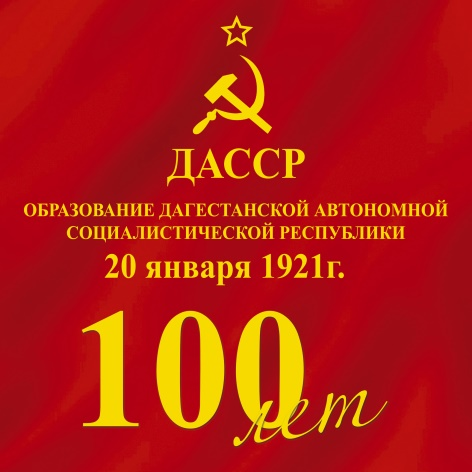 ДАССР
ОБРАЗОВАНИЕ ДАГЕСТАНСКОЙ АВТОНОМНОЙ
СОЦИАЛИСТИЧЕСКОЙ РЕСПУБЛИКИ
20 января 1921г.
100 лет